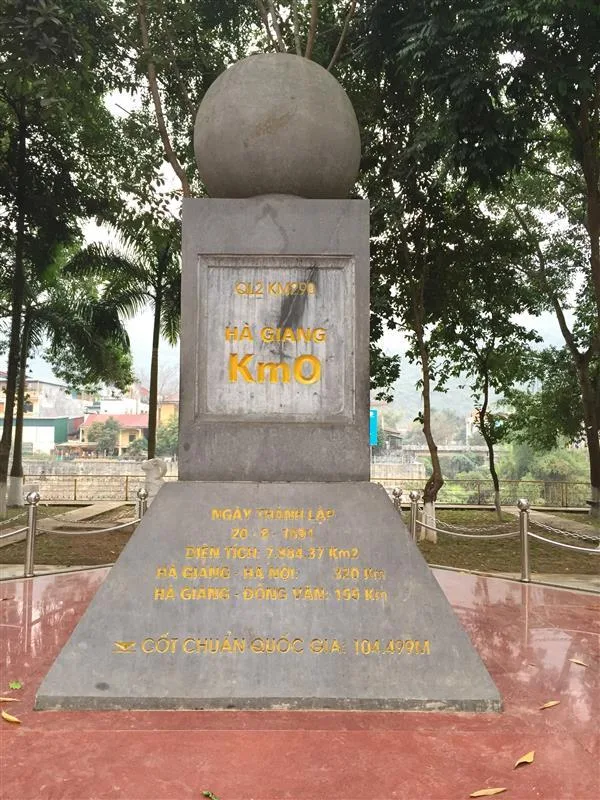 QL2 KM290
HÀ GIANG
Km0
NGÀY THÀNH LẬP
20 - 8 - 1891
DIỆN TÍCH: 7.884,37 Km2
HÀ GIANG - HÀ NỘI: 320 Km
HÀ GIANG - ĐỒNG VĂN: 199 Km
CỐT CHUẨN QUỐC GIA: 104,499M